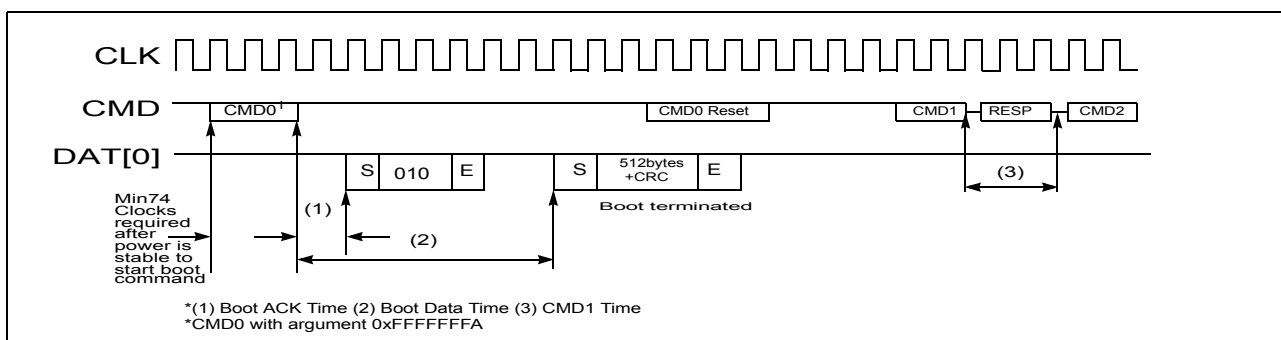 CLK
CMD
CMD0¹
CMD0 Reset
CMD1
RESP
CMD2
DAT[0]
S
010
E
S
512bytes
+CRC
E
Boot terminated
(1)
(2)
(3)
Min74
Clocks
required
after
power is
stable to
start boot
command
*(1) Boot ACK Time (2) Boot Data Time (3) CMD1 Time
*CMD0 with argument 0xFFFFFFFA